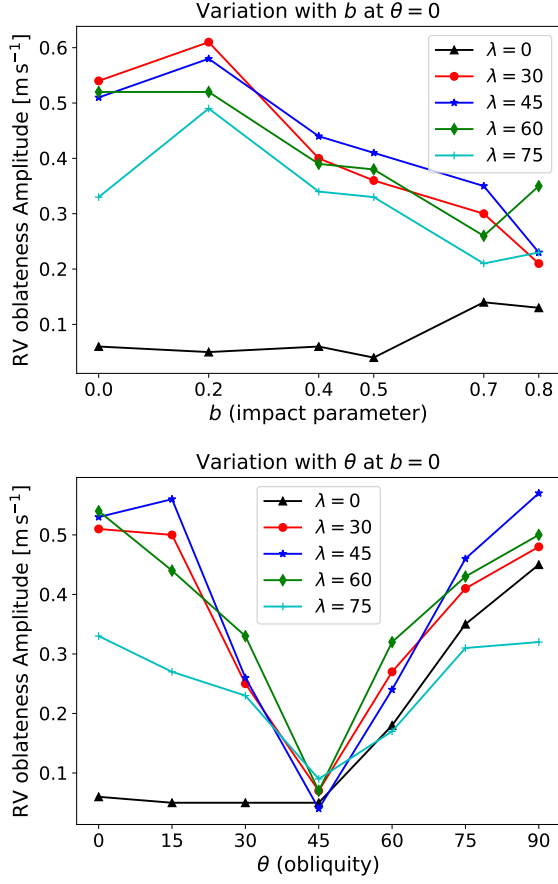 Variation with b at θ = 0
RV oblateness Amplitude [m s⁻¹]
0.6
0.5
0.4
0.3
0.2
0.1
λ = 0
λ = 30
λ = 45
λ = 60
λ = 75
0.0 0.2 0.4 0.5 0.7 0.8
b (impact parameter)
Variation with θ at b = 0
RV oblateness Amplitude [m s⁻¹]
0.5
0.4
0.3
0.2
0.1
λ = 0
λ = 30
λ = 45
λ = 60
λ = 75
0 15 30 45 60 75 90
θ (obliquity)